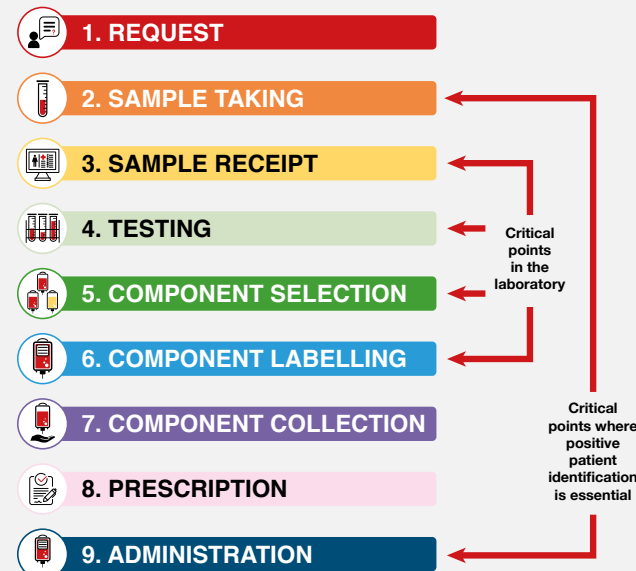 1. REQUEST
2. SAMPLE TAKING
3. SAMPLE RECEIPT
4. TESTING
5. COMPONENT SELECTION
6. COMPONENT LABELLING
7. COMPONENT COLLECTION
8. PRESCRIPTION
9. ADMINISTRATION
Critical
points
in the
laboratory
Critical
points where
positive
patient
identification
is essential